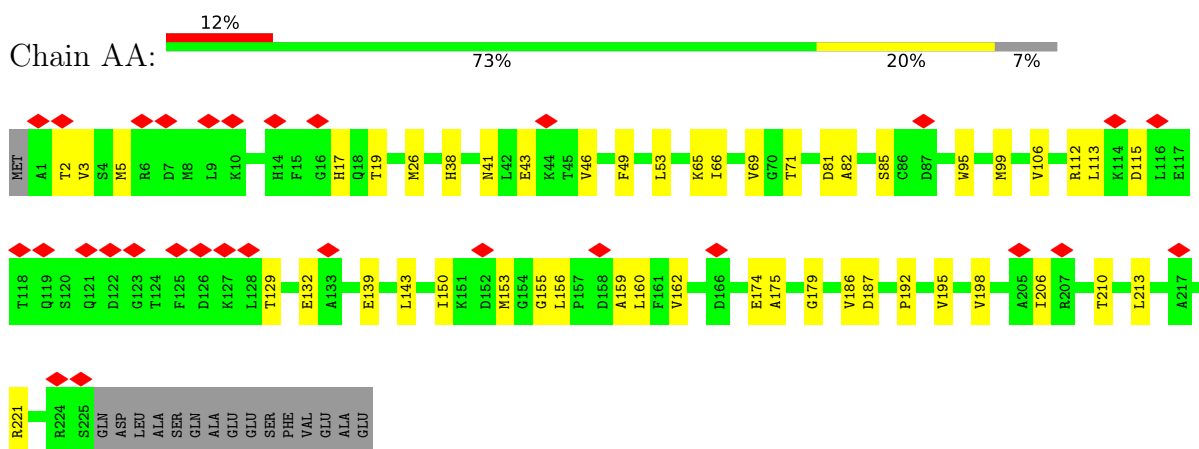 12%
Chain AA:
73% 20% 7%
MET A1 T2 V3 S4 M5 R6 D7 M8 L9 K10 H14 F15 G16 H17 Q18 T19 M26 H38 N41 L42 E43 K44 T45 V46 F49 L53 K65 I66 V69 G70 T71 D81 A82 S85 C86 D87 W95 M99 V106 R112 L113 K114 D115 L116 E117
T118 Q119 S120 Q121 D122 G123 T124 F125 D126 K127 L128 T129 E132 A133 E139 L143 I150 K151 D152 M153 G154 G155 L156 P157 D158 A159 L160 F161 V162 D166 E174 A175 G179 V186 D187 P192 V195 V198 A205 I206 R207 T210 L213 A217
R221 R224 S225 GLN ASP LEU ALA SER GLN ALA GLU GLU SER PHE VAL GLU ALA GLU